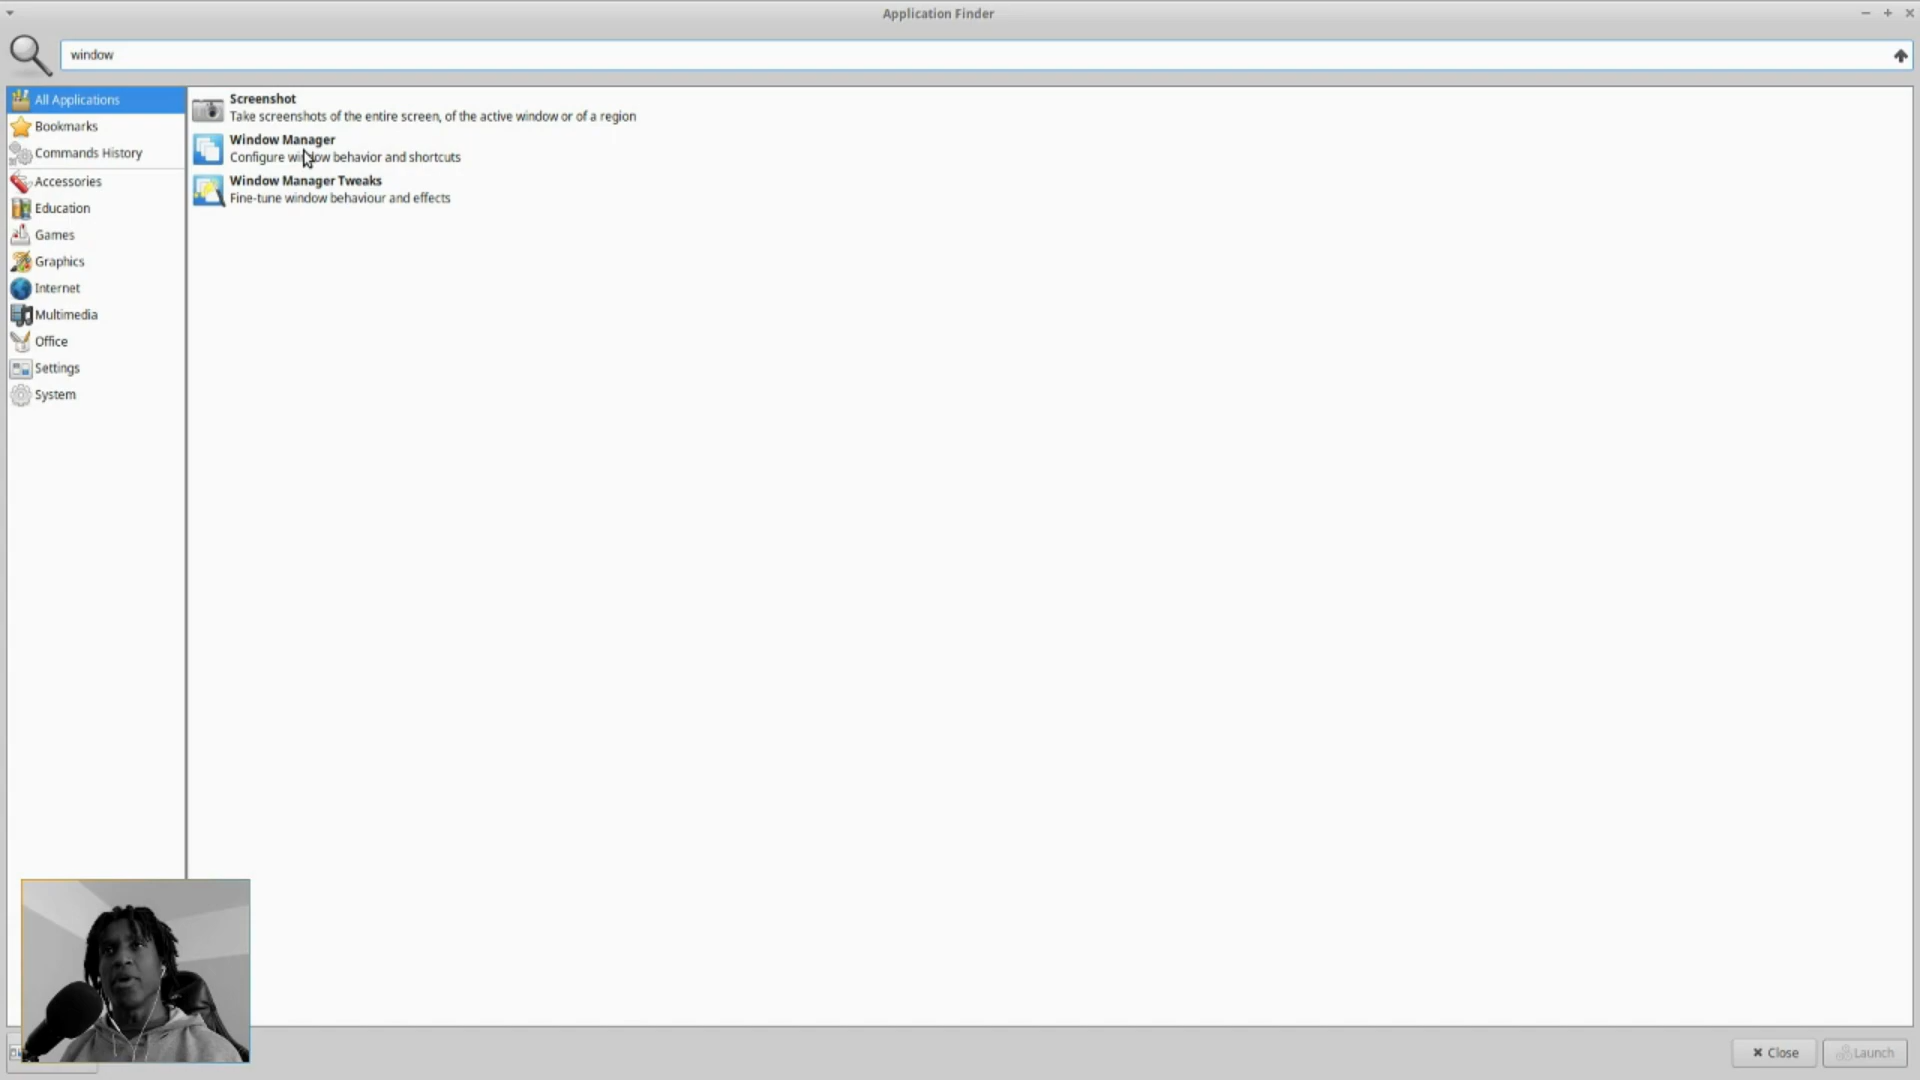 Application Finder
window
All Applications
Bookmarks
Commands History
Accessories
Education
Games
Graphics
Internet
Multimedia
Office
Settings
System
Screenshot
Take screenshots of the entire screen, of the active window or of a region
Window Manager
Configure window behavior and shortcuts
Window Manager Tweaks
Fine-tune window behaviour and effects
Close
Launch